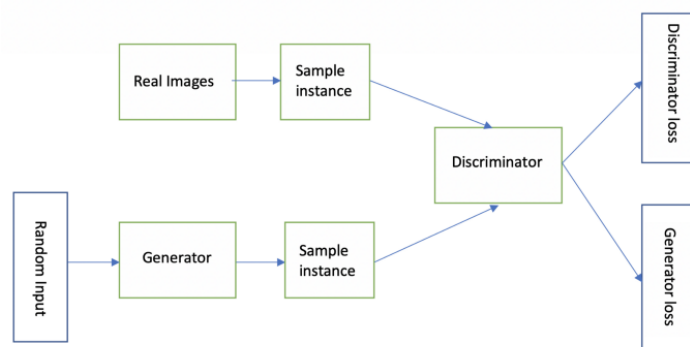 Real Images
Sample
instance
Discriminator
Discriminator loss
Random Input
Generator
Sample
instance
Generator loss